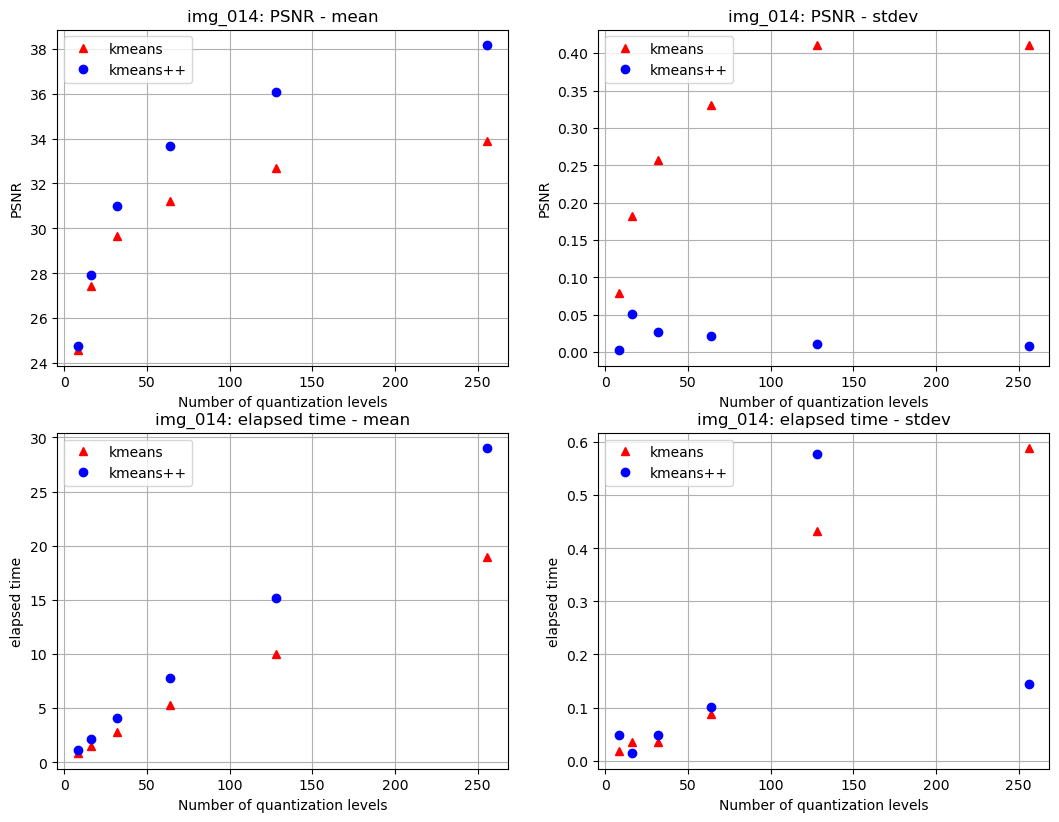 img_014: PSNR - mean
kmeans
kmeans++
PSNR
38
36
34
32
30
28
26
24
0 50 100 150 200 250
Number of quantization levels
img_014: PSNR - stdev
kmeans
kmeans++
PSNR
0.40
0.35
0.30
0.25
0.20
0.15
0.10
0.05
0.00
0 50 100 150 200 250
Number of quantization levels
img_014: elapsed time - mean
kmeans
kmeans++
elapsed time
30
25
20
15
10
5
0
0 50 100 150 200 250
Number of quantization levels
img_014: elapsed time - stdev
kmeans
kmeans++
elapsed time
0.6
0.5
0.4
0.3
0.2
0.1
0.0
0 50 100 150 200 250
Number of quantization levels